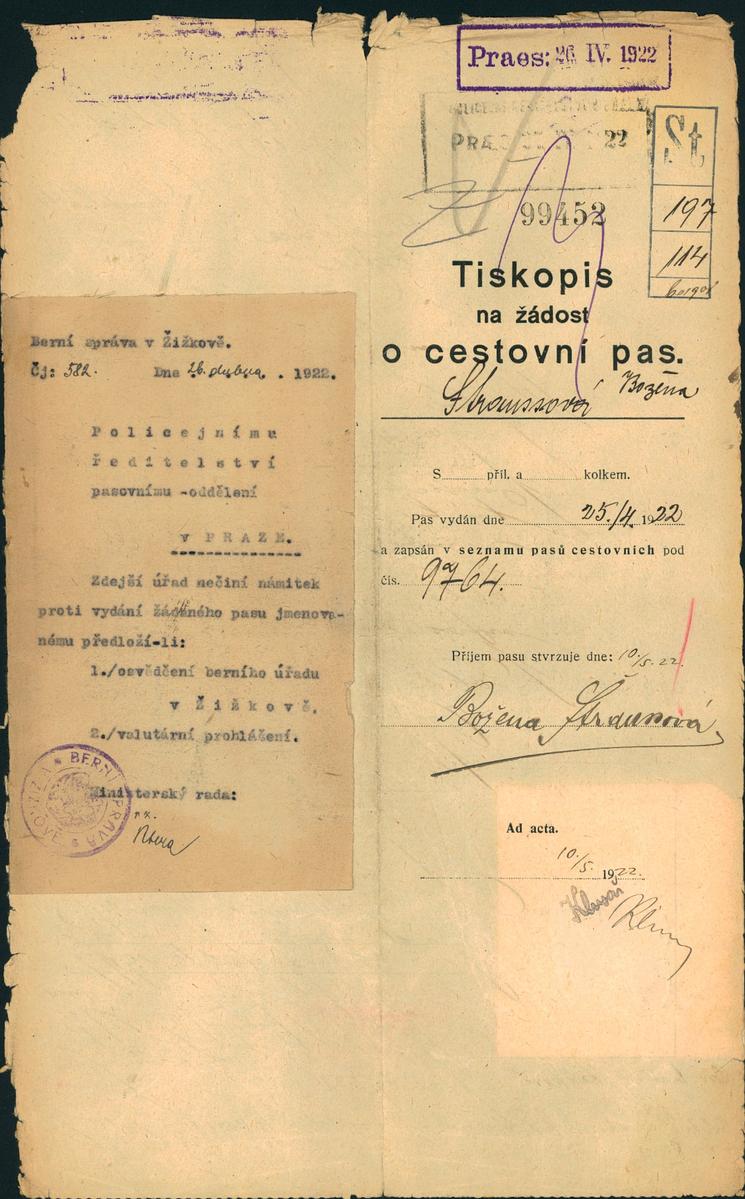 Praes: 26 IV. 1922
PRAES 22
St
197
114
99452
Tiskopis
na žádost
o cestovní pas.
Straussová Božena
S příl. a kolkem.
Pas vydán dne 25./4. 1922
a zapsán v seznamu pasů cestovních pod
čís. 9764.
Příjem pasu stvrzuje dne: 10./5. 22.
Božena Štrausová
Ad acta.
10./5. 1922.
Berní správa v Žižkově.
Čj: 582. Dne 26. dubna . 1922.
Policejnímu
ředitelství
pasovnímu -oddělení
v PRAZE.
Zdejší úřad nečiní námitek
proti vydání žádaného pasu jmenova-
nému předloží-li:
1./osvědčení berního úřadu
v Žižkově,
2./valutární prohlášení.
Ministerský rada:
BERNÍ SPRÁVA